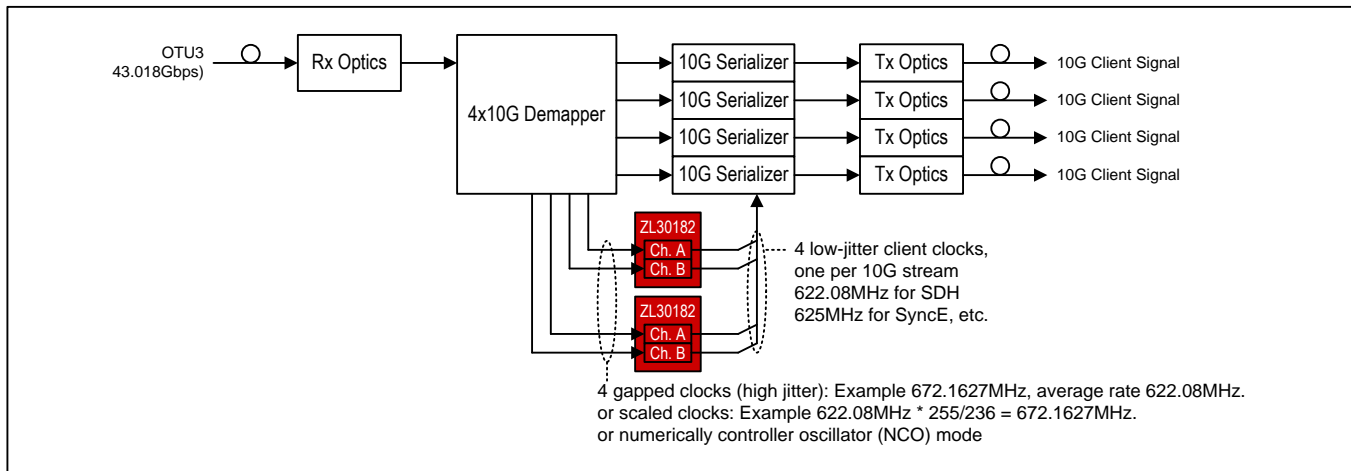 OTU3
43.018Gbps)
Rx Optics
4x10G Demapper
10G Serializer
10G Serializer
10G Serializer
10G Serializer
Tx Optics
Tx Optics
Tx Optics
Tx Optics
10G Client Signal
10G Client Signal
10G Client Signal
10G Client Signal
ZL30182
Ch. A
Ch. B
ZL30182
Ch. A
Ch. B
4 low-jitter client clocks,
one per 10G stream
622.08MHz for SDH
625MHz for SyncE, etc.
4 gapped clocks (high jitter): Example 672.1627MHz, average rate 622.08MHz.
or scaled clocks: Example 622.08MHz * 255/236 = 672.1627MHz.
or numerically controller oscillator (NCO) mode